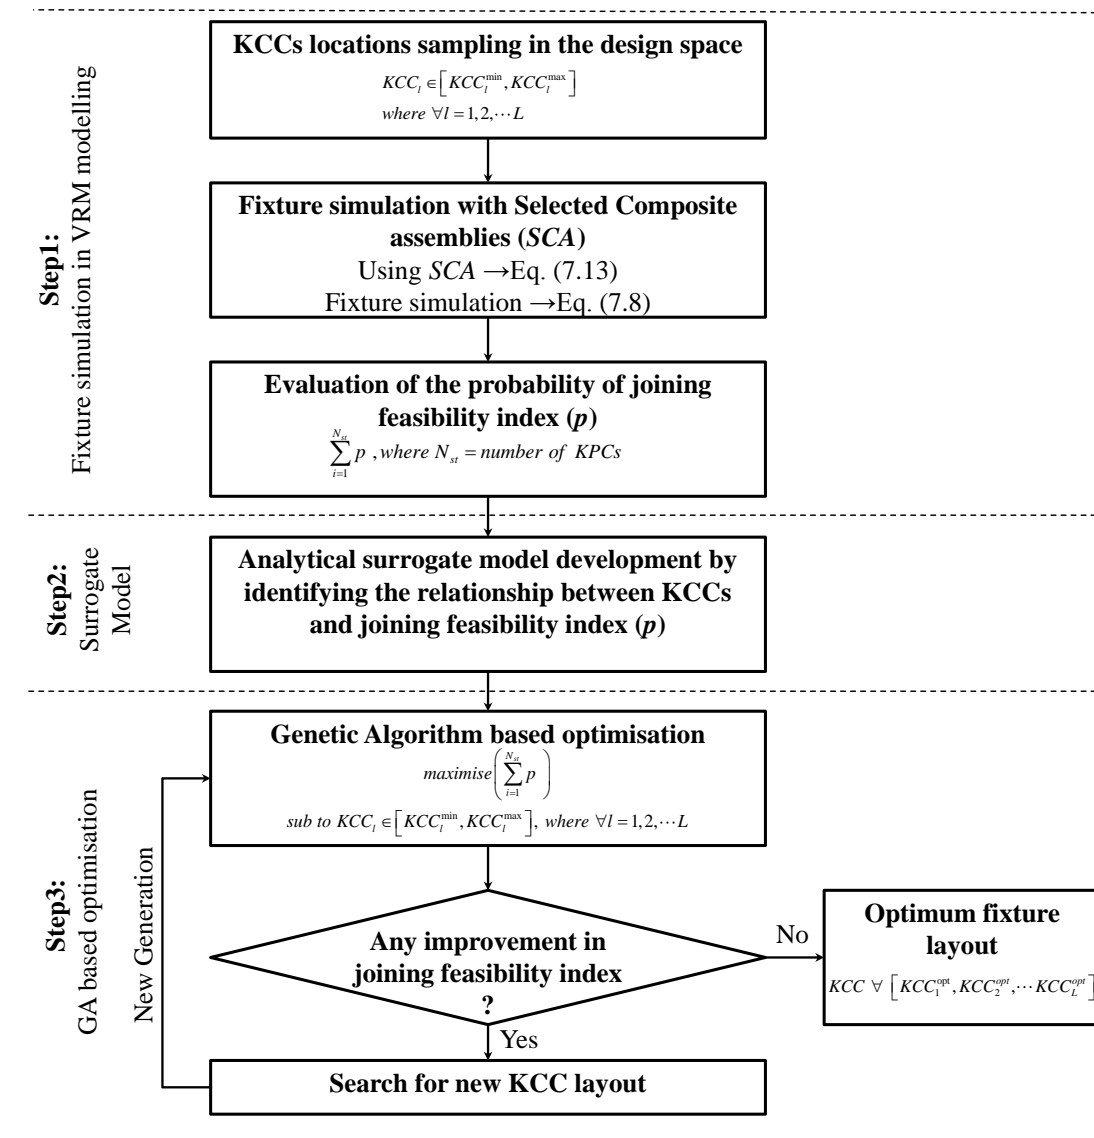 Step1:
Fixture simulation in VRM modelling
KCCs locations sampling in the design space
KCC_l ∈ [KCC_l^min, KCC_l^max]
where ∀l = 1,2,⋯L
Fixture simulation with Selected Composite
assemblies (SCA)
Using SCA →Eq. (7.13)
Fixture simulation →Eq. (7.8)
Evaluation of the probability of joining
feasibility index (p)
∑_{i=1}^{N_st} p , where N_st = number of KPCs
Step2:
Surrogate
Model
Analytical surrogate model development by
identifying the relationship between KCCs
and joining feasibility index (p)
Step3:
GA based optimisation
New Generation
Genetic Algorithm based optimisation
maximise(∑_{i=1}^{N_st} p)
sub to KCC_l ∈ [KCC_l^min, KCC_l^max], where ∀l = 1,2,⋯L
Any improvement in
joining feasibility index
?
No
Optimum fixture
layout
KCC ∀ [KCC_1^opt, KCC_2^opt, ⋯ KCC_L^opt]
Yes
Search for new KCC layout